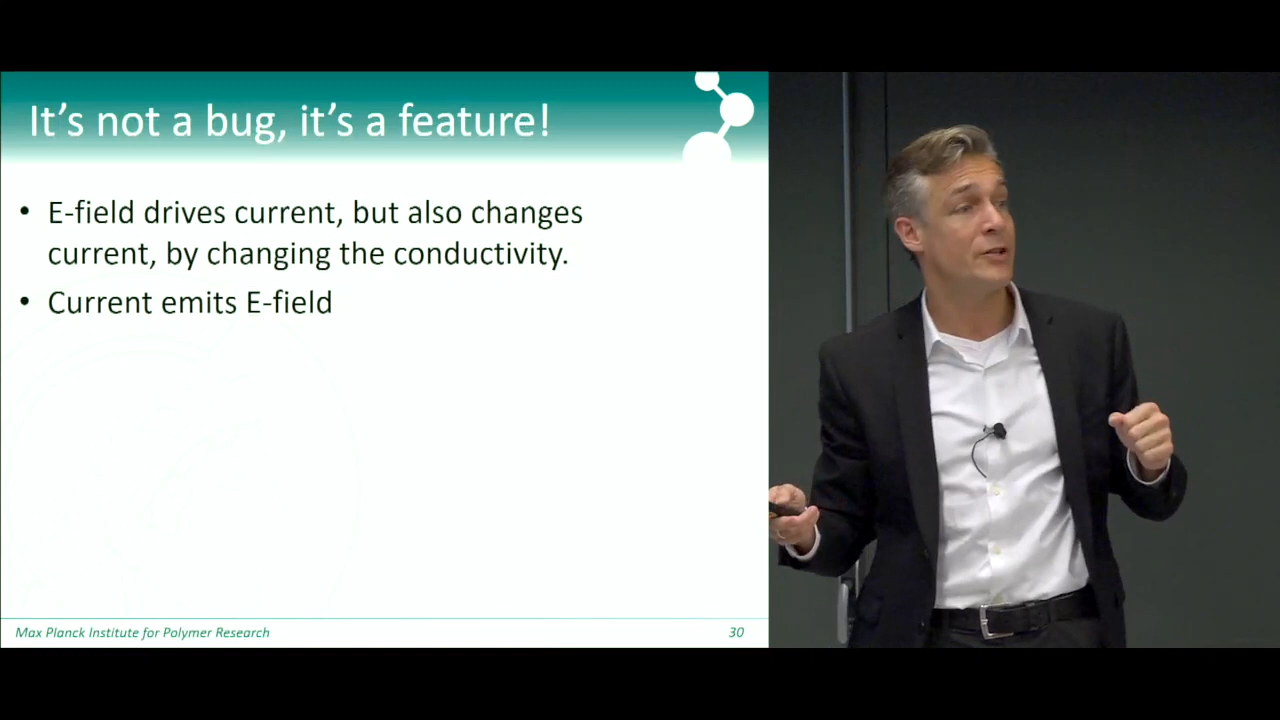 It's not a bug, it's a feature!
• E-field drives current, but also changes
current, by changing the conductivity.
• Current emits E-field
Max Planck Institute for Polymer Research
30